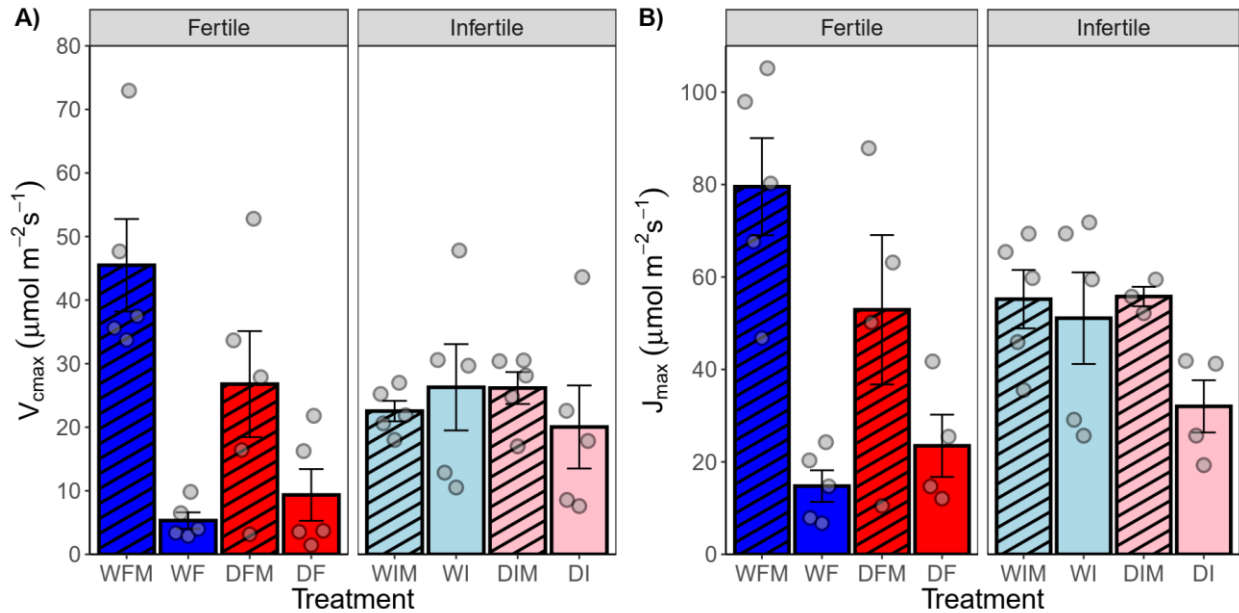 A)
Fertile Infertile
80
70
60
50
40
30
20
10
0
Vcmax (μmol m−2s−1)
WFM WF DFM DF WIM WI DIM DI
Treatment
B)
Fertile Infertile
100
80
60
40
20
0
Jmax (μmol m−2s−1)
WFM WF DFM DF WIM WI DIM DI
Treatment